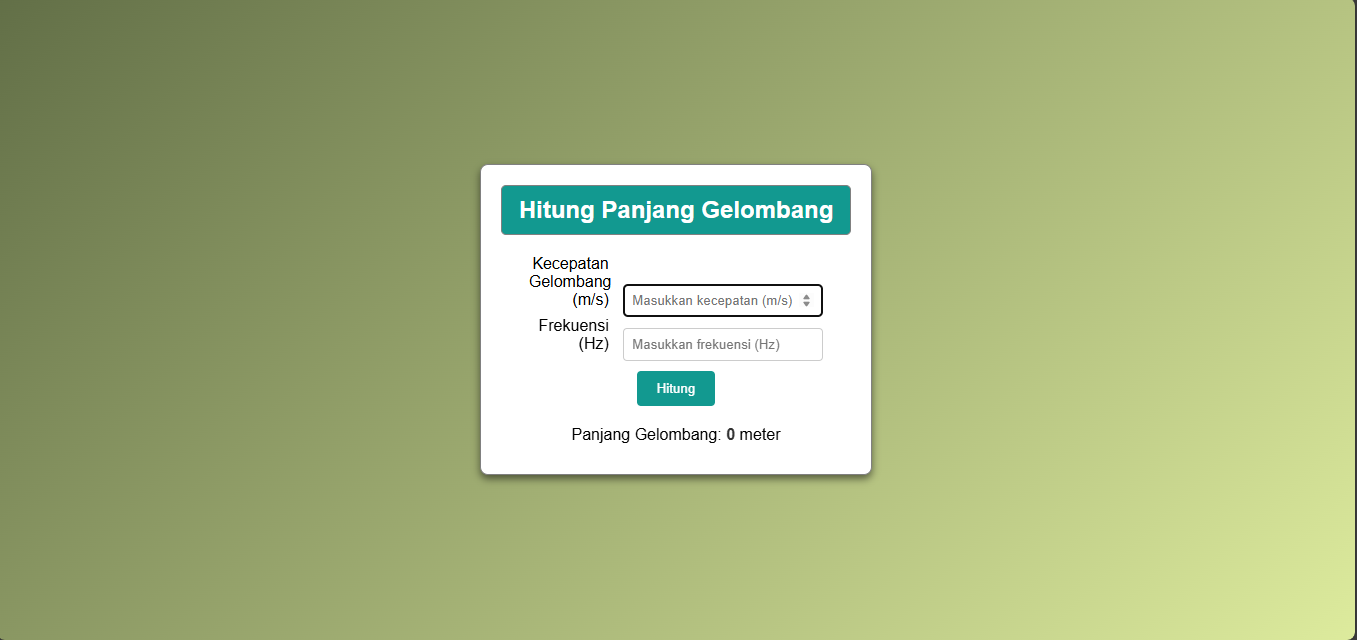 Hitung Panjang Gelombang
Kecepatan
Gelombang
(m/s)
Masukkan kecepatan (m/s)
Frekuensi
(Hz)
Masukkan frekuensi (Hz)
Hitung
Panjang Gelombang: 0 meter